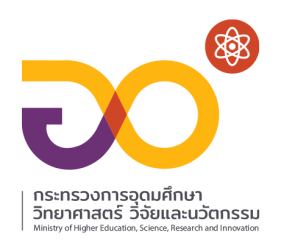 กระทรวงการอุดมศึกษา
วิทยาศาสตร์ วิจัยและนวัตกรรม
Ministry of Higher Education, Science, Research and Innovation